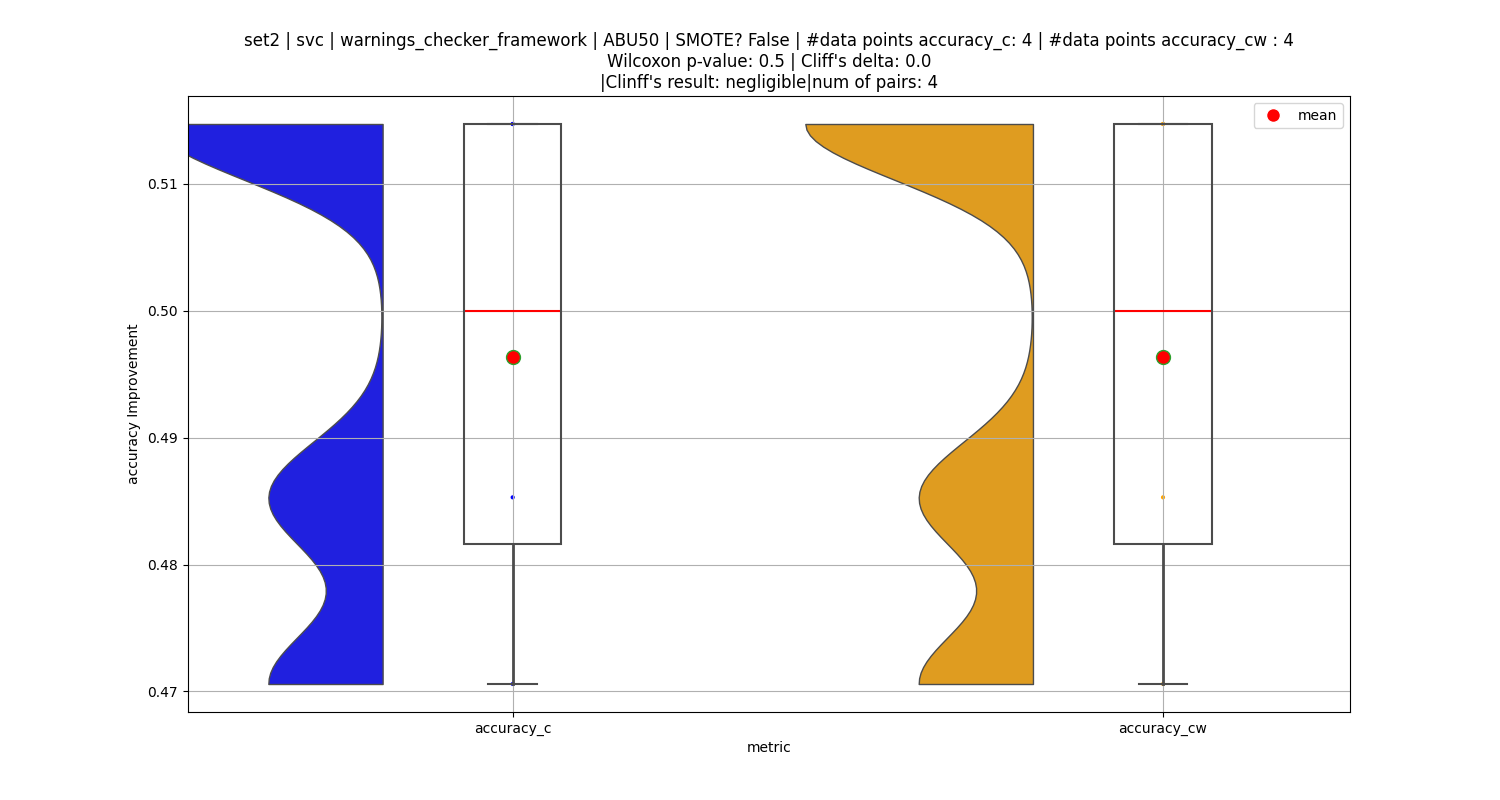 set2 | svc | warnings_checker_framework | ABU50 | SMOTE? False | #data points accuracy_c: 4 | #data points accuracy_cw : 4
Wilcoxon p-value: 0.5 | Cliff's delta: 0.0
|Clinff's result: negligible|num of pairs: 4
mean
0.51
0.50
0.49
0.48
0.47
accuracy Improvement
accuracy_c
accuracy_cw
metric